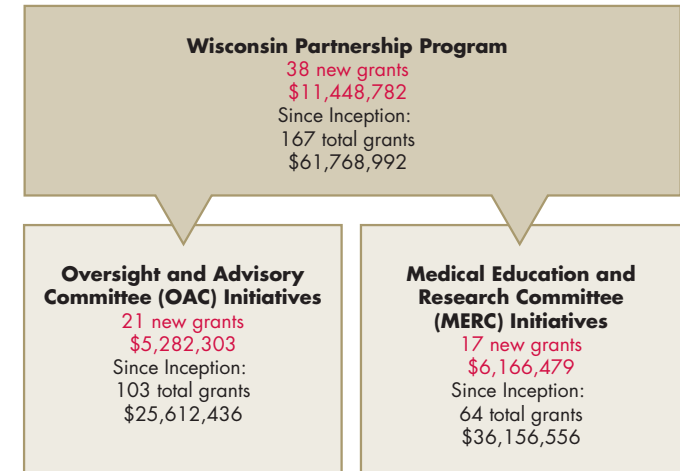 Wisconsin Partnership Program
38 new grants
$11,448,782
Since Inception:
167 total grants
$61,768,992
Oversight and Advisory
Committee (OAC) Initiatives
21 new grants
$5,282,303
Since Inception:
103 total grants
$25,612,436
Medical Education and
Research Committee
(MERC) Initiatives
17 new grants
$6,166,479
Since Inception:
64 total grants
$36,156,556